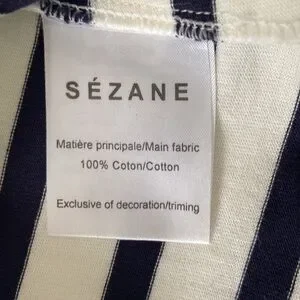 SÉZANE
Matière principale/Main fabric
100% Coton/Cotton
Exclusive of decoration/triming